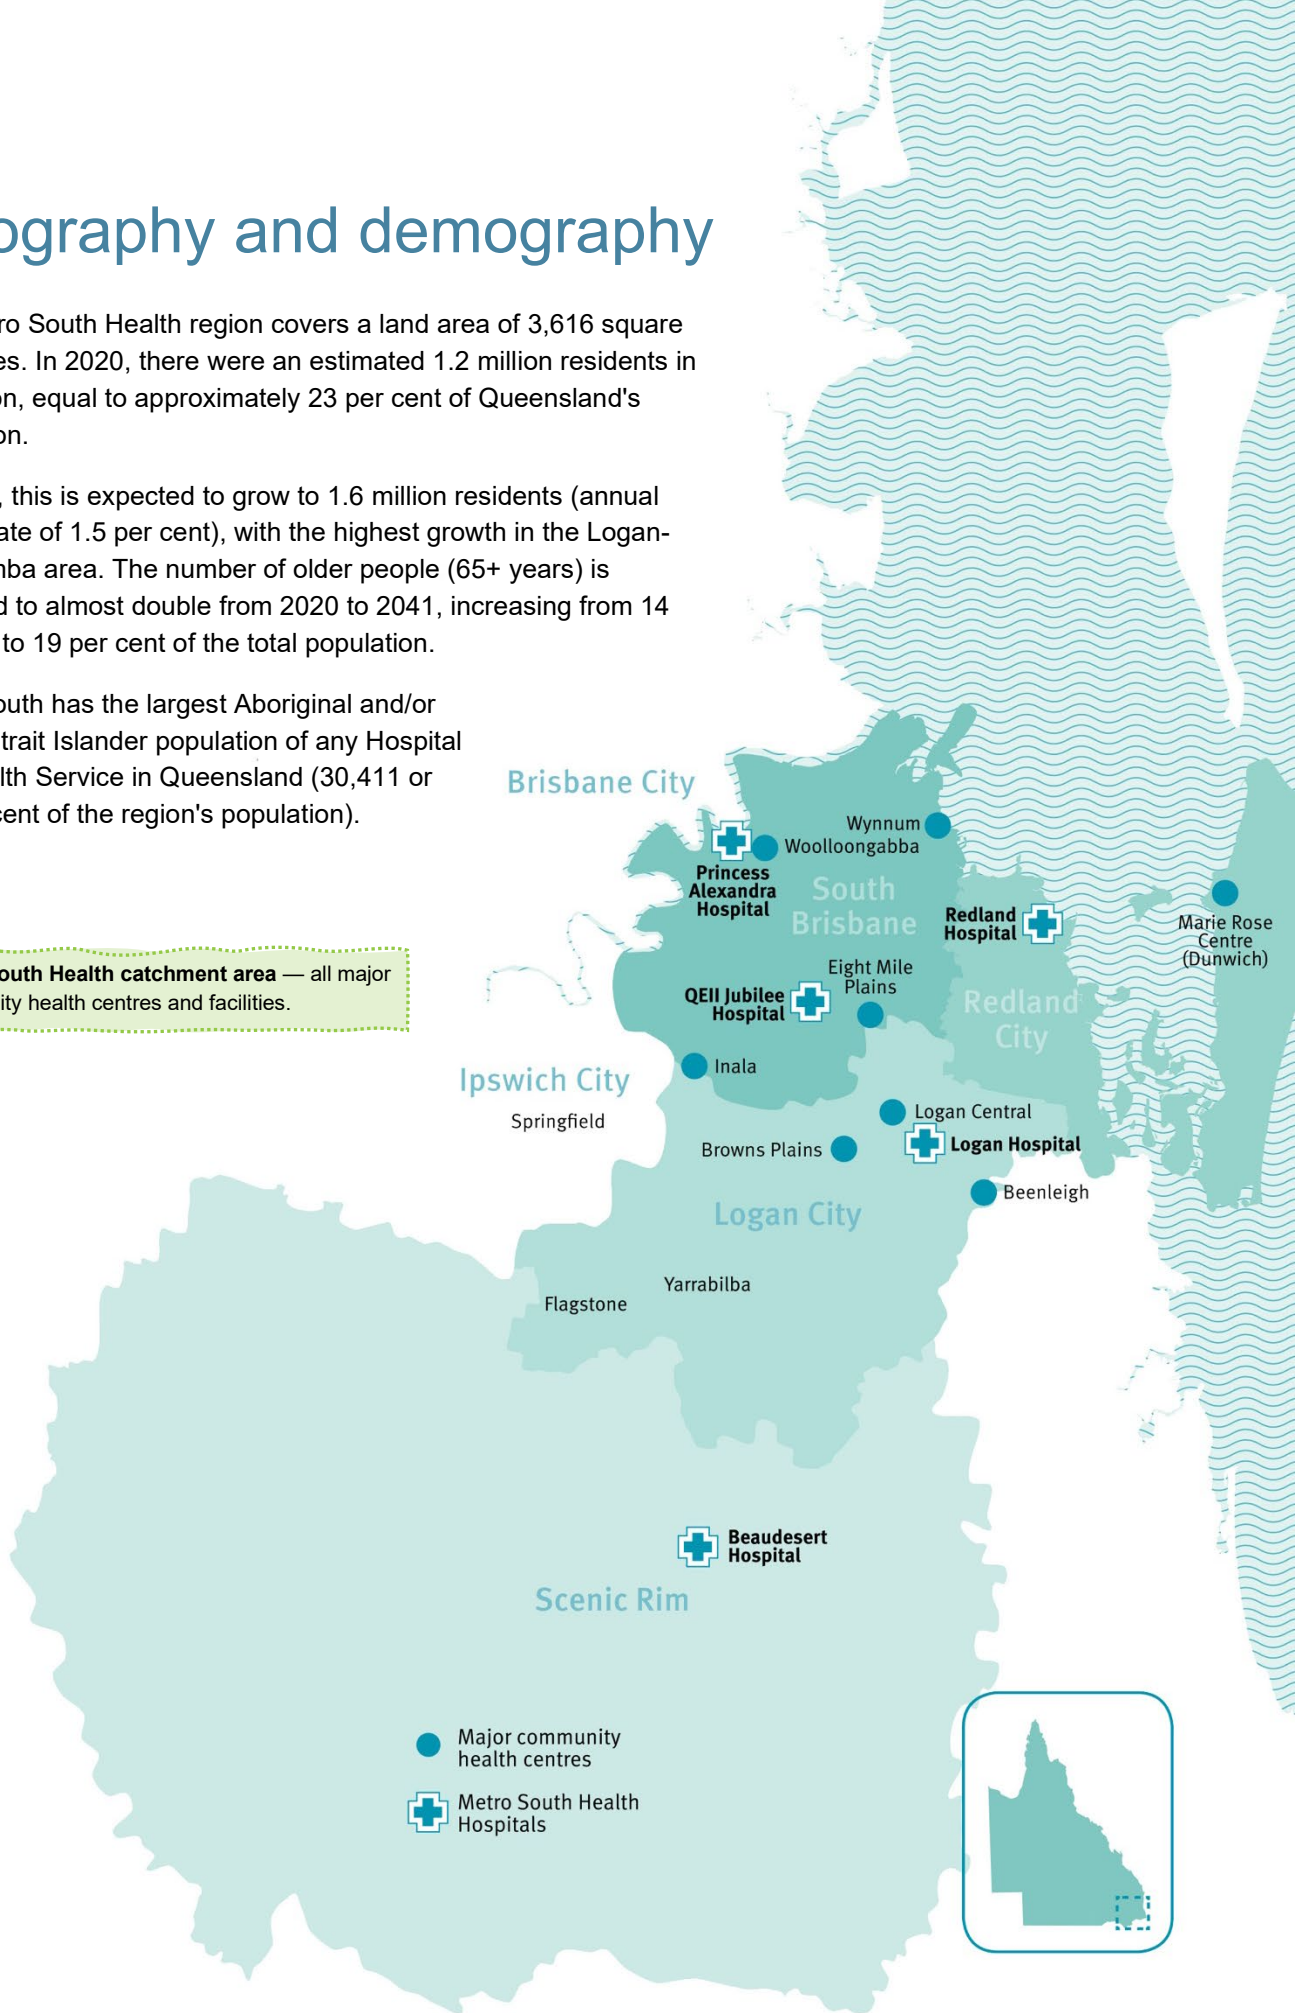 ography and demography
ro South Health region covers a land area of 3,616 square
es. In 2020, there were an estimated 1.2 million residents in
on, equal to approximately 23 per cent of Queensland's
on.
, this is expected to grow to 1.6 million residents (annual
ate of 1.5 per cent), with the highest growth in the Logan-
nba area. The number of older people (65+ years) is
d to almost double from 2020 to 2041, increasing from 14
to 19 per cent of the total population.
outh has the largest Aboriginal and/or
trait Islander population of any Hospital
lth Service in Queensland (30,411 or
cent of the region's population).
outh Health catchment area — all major
ity health centres and facilities.
Brisbane City
Wynnum
Woolloongabba
Princess
Alexandra
Hospital
South
Brisbane
Redland
Hospital
Marie Rose
Centre
(Dunwich)
Eight Mile
Plains
QEII Jubilee
Hospital
Redland
City
Inala
Ipswich City
Springfield
Logan Central
Logan Hospital
Browns Plains
Beenleigh
Logan City
Yarrabilba
Flagstone
Beaudesert
Hospital
Scenic Rim
Major community
health centres
Metro South Health
Hospitals